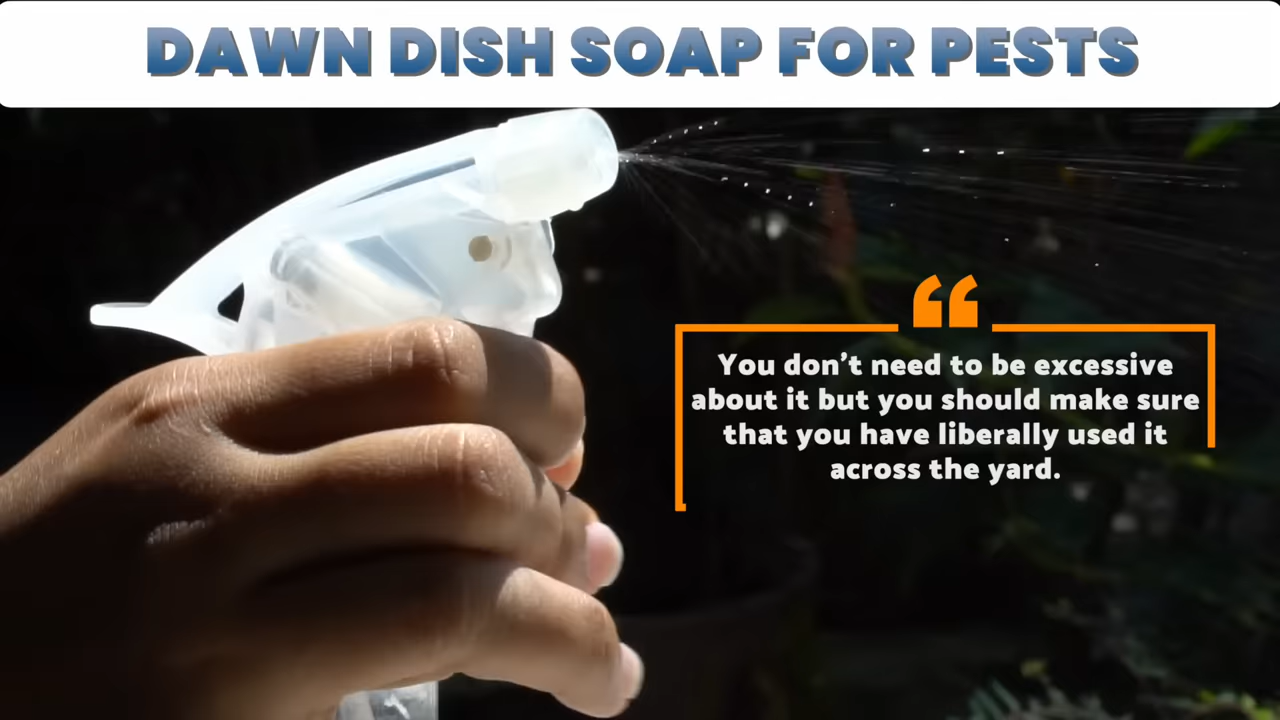 DAWN DISH SOAP FOR PESTS
“
You don’t need to be excessive
about it but you should make sure
that you have liberally used it
across the yard.